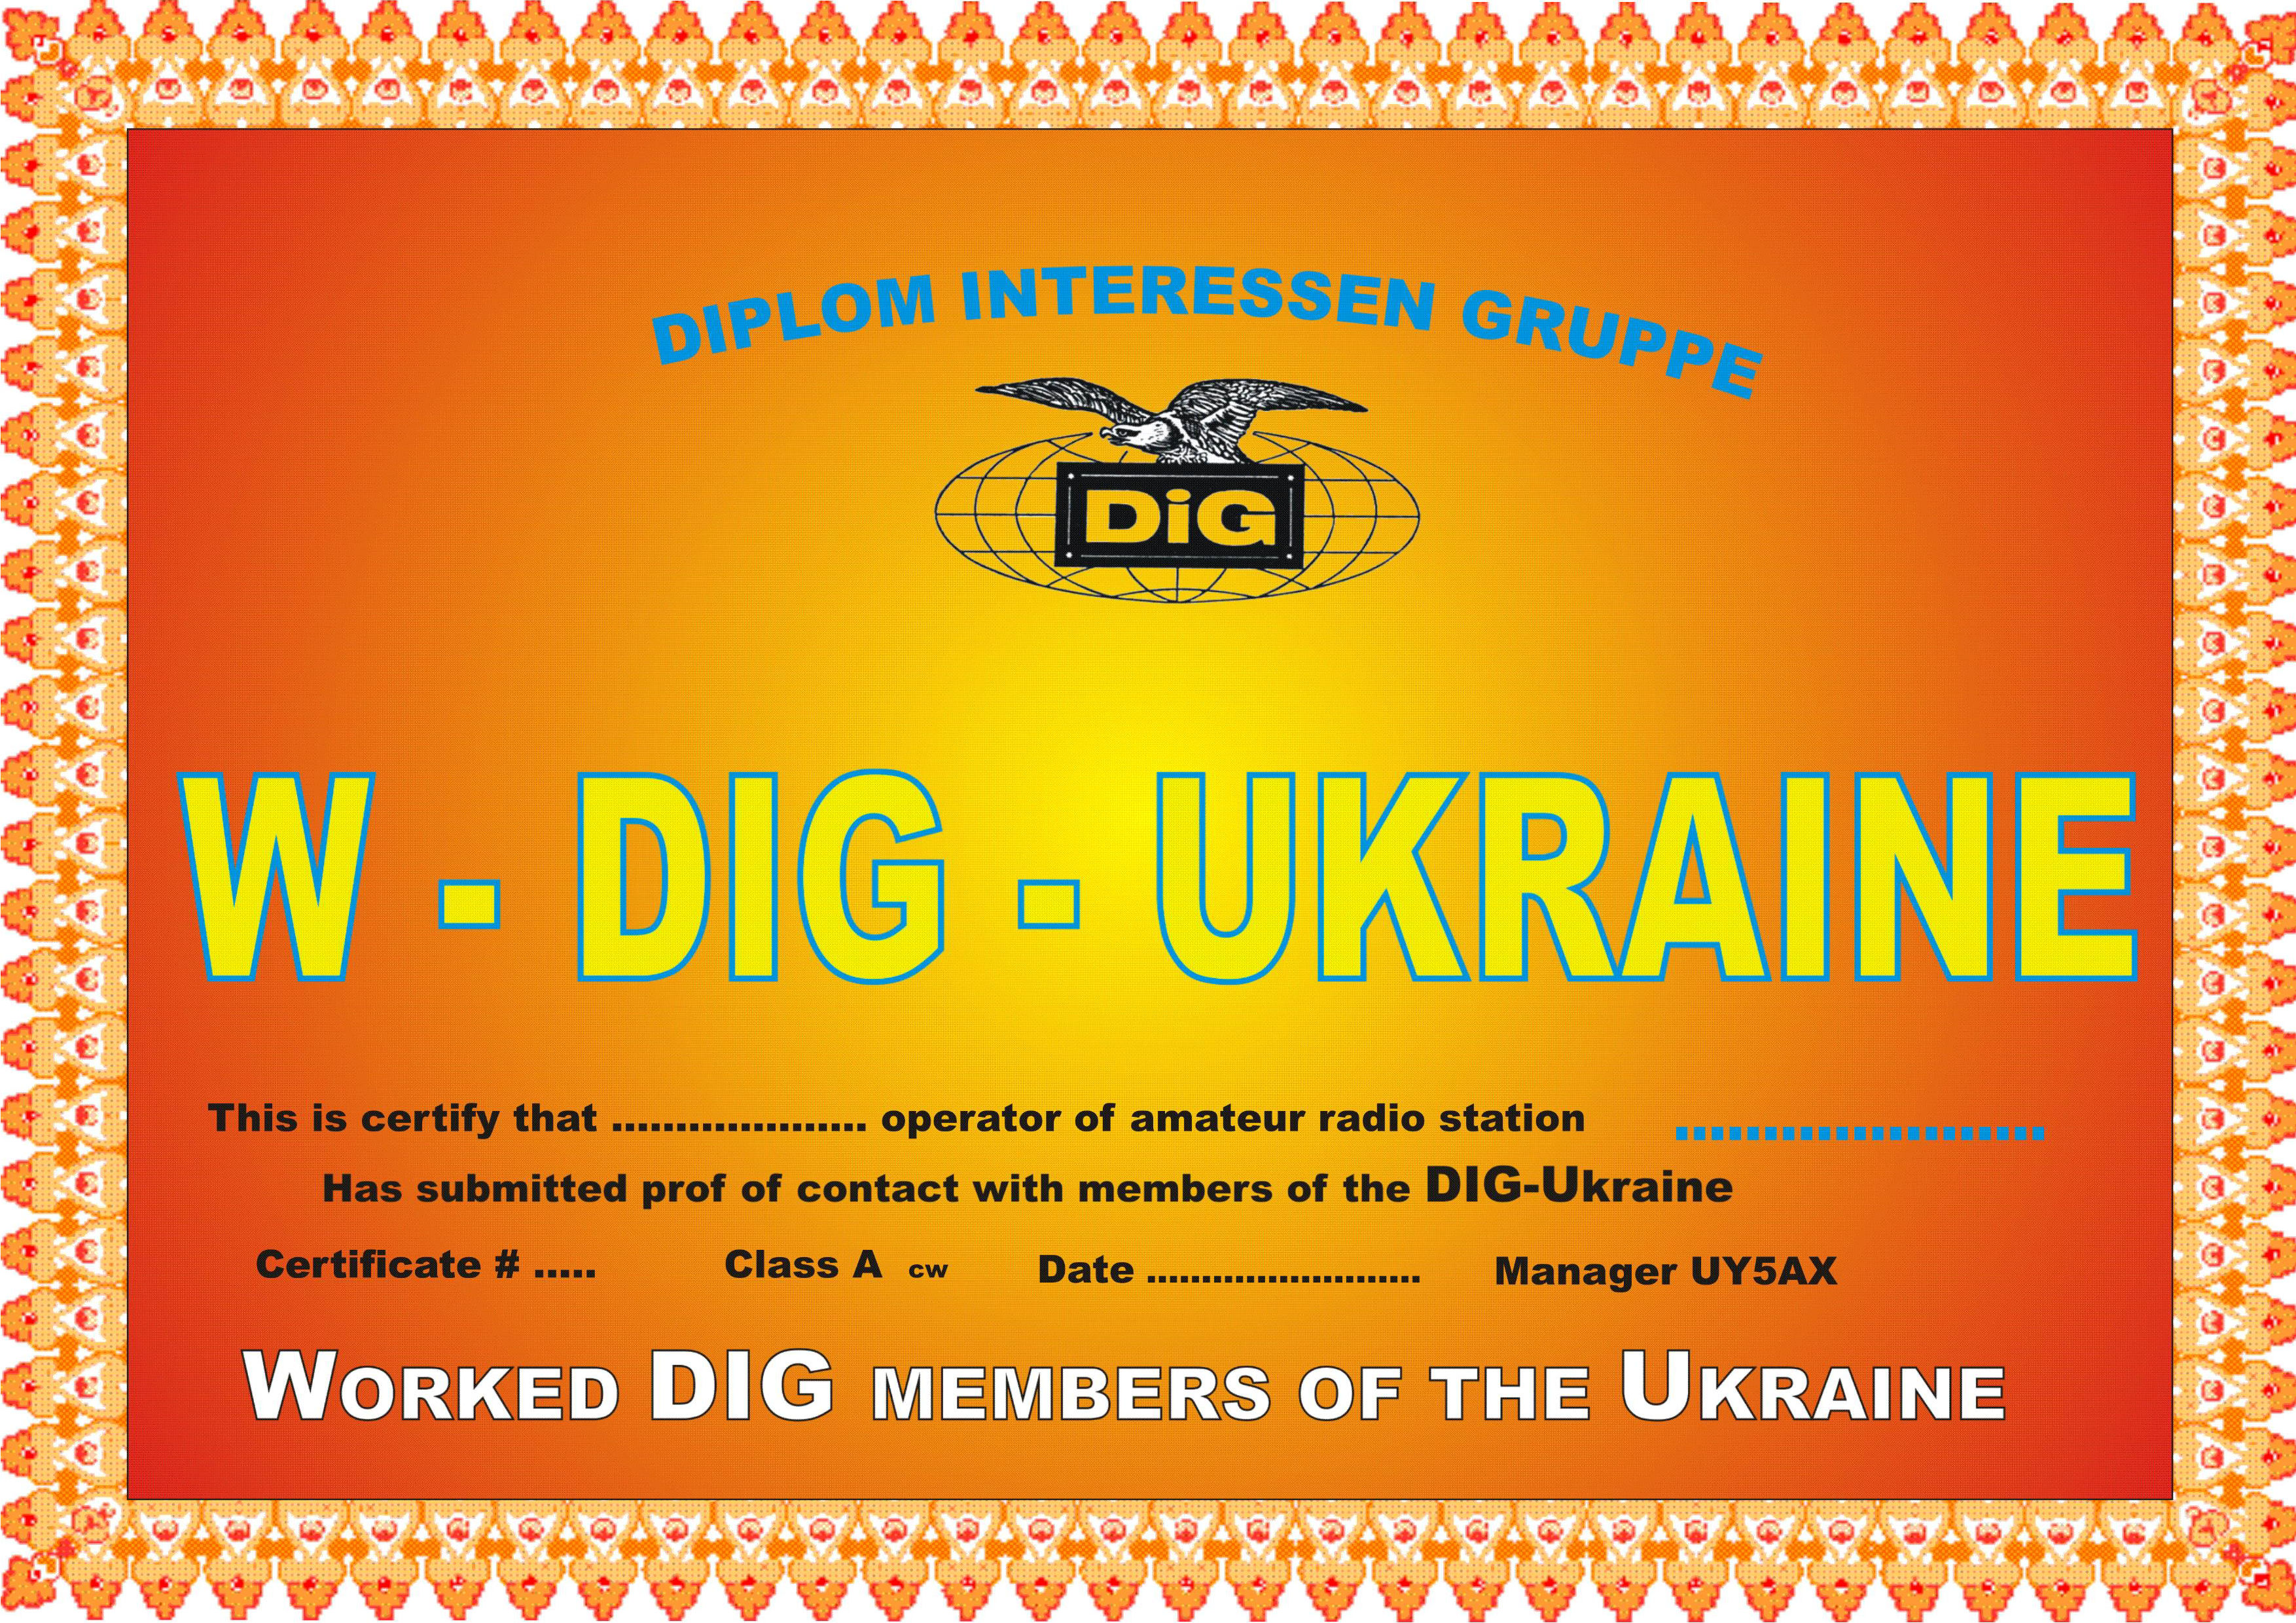 DIPLOM INTERESSEN GRUPPE
DiG
W - DIG - UKRAINE
This is certify that .................... operator of amateur radio station .....................
Has submitted prof of contact with members of the DIG-Ukraine
Certificate # ..... Class A cw Date ......................... Manager UY5AX
WORKED DIG MEMBERS OF THE UKRAINE